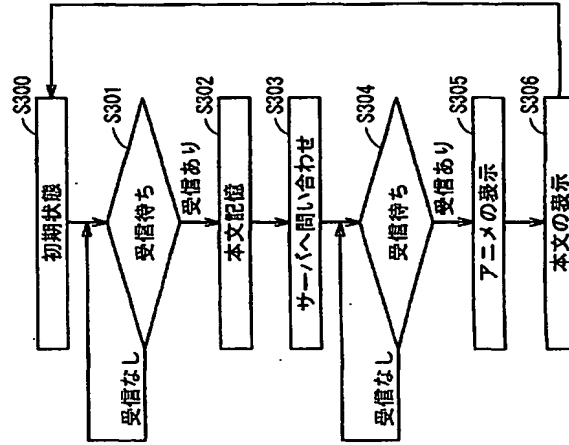 S300
初期状態
S301
受信待ち
受信なし
受信あり
S302
本文記憶
S303
サーバへ問い合わせ
S304
受信待ち
受信なし
受信あり
S305
アニメの表示
S306
本文の表示